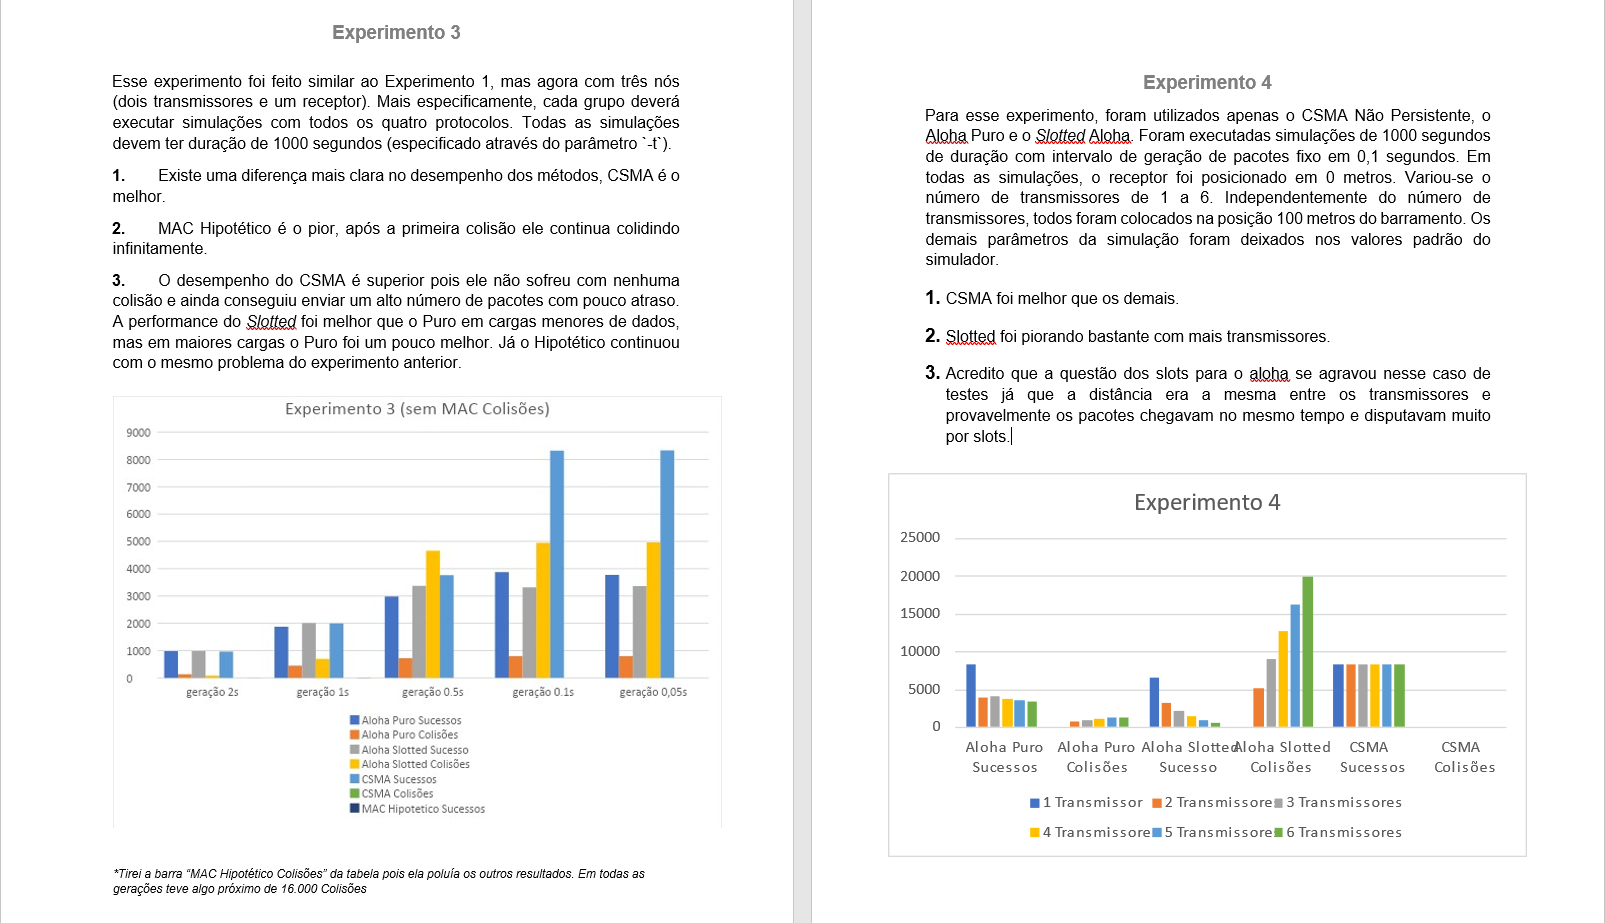 Experimento 3
Esse experimento foi feito similar ao Experimento 1, mas agora com três nós
(dois transmissores e um receptor). Mais especificamente, cada grupo deverá
executar simulações com todos os quatro protocolos. Todas as simulações
devem ter duração de 1000 segundos (especificado através do parâmetro `-t`).
1. Existe uma diferença mais clara no desempenho dos métodos, CSMA é o
melhor.
2. MAC Hipotético é o pior, após a primeira colisão ele continua colidindo
infinitamente.
3. O desempenho do CSMA é superior pois ele não sofreu com nenhuma
colisão e ainda conseguiu enviar um alto número de pacotes com pouco atraso.
A performance do Slotted foi melhor que o Puro em cargas menores de dados,
mas em maiores cargas o Puro foi um pouco melhor. Já o Hipotético continuou
com o mesmo problema do experimento anterior.
Experimento 3 (sem MAC Colisões)
9000
8000
7000
6000
5000
4000
3000
2000
1000
0
geração 2s geração 1s geração 0.5s geração 0.1s geração 0,05s
Aloha Puro Sucessos
Aloha Puro Colisões
Aloha Slotted Sucesso
Aloha Slotted Colisões
CSMA Sucessos
CSMA Colisões
MAC Hipotetico Sucessos
*Tirei a barra “MAC Hipotético Colisões” da tabela pois ela poluía os outros resultados. Em todas as
gerações teve algo próximo de 16.000 Colisões
Experimento 4
Para esse experimento, foram utilizados apenas o CSMA Não Persistente, o
Aloha Puro e o Slotted Aloha. Foram executadas simulações de 1000 segundos
de duração com intervalo de geração de pacotes fixo em 0,1 segundos. Em
todas as simulações, o receptor foi posicionado em 0 metros. Variou-se o
número de transmissores de 1 a 6. Independentemente do número de
transmissores, todos foram colocados na posição 100 metros do barramento. Os
demais parâmetros da simulação foram deixados nos valores padrão do
simulador.
1. CSMA foi melhor que os demais.
2. Slotted foi piorando bastante com mais transmissores.
3. Acredito que a questão dos slots para o aloha se agravou nesse caso de
testes já que a distância era a mesma entre os transmissores e
provavelmente os pacotes chegavam no mesmo tempo e disputavam muito
por slots.
Experimento 4
25000
20000
15000
10000
5000
0
Aloha Puro Aloha Puro Aloha Slotted Aloha Slotted CSMA CSMA
Sucessos Colisões Sucesso Colisões Sucessos Colisões
1 Transmissor 2 Transmissores 3 Transmissores
4 Transmissores 5 Transmissores 6 Transmissores